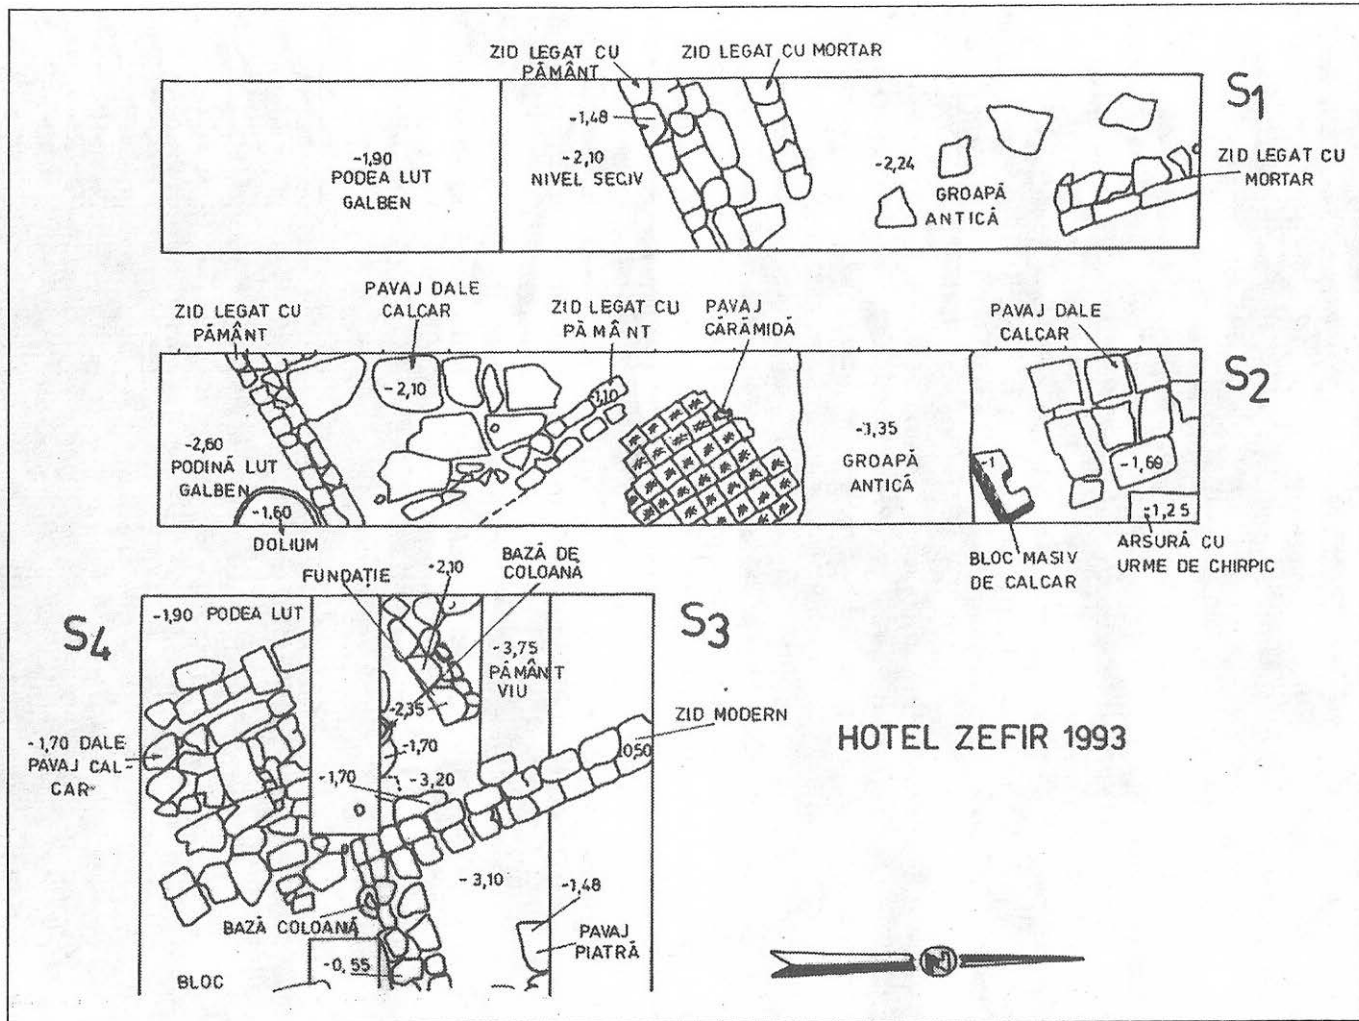 ZID LEGAT CU
PĂMÂNT
ZID LEGAT CU MORTAR
S1
-1,48
-1,90
PODEA LUT
GALBEN
-2,10
NIVEL SEC IV
-2,24
GROAPĂ
ANTICĂ
ZID LEGAT CU
MORTAR
ZID LEGAT CU
PĂMÂNT
PAVAJ DALE
CALCAR
ZID LEGAT CU
PĂMÂNT
PAVAJ
CĂRĂMIDĂ
PAVAJ DALE
CALCAR
S2
-2,10
-1,10
-2,60
PODINĂ LUT
GALBEN
-1,60
DOLIUM
-1,35
GROAPĂ
ANTICĂ
-1
-1,69
-1,25
BLOC MASIV
DE CALCAR
ARSURĂ CU
URME DE CHIRPIC
FUNDAȚIE
-2,10
BAZĂ DE
COLOANĂ
S4
-1,90 PODEA LUT
S3
-3,75
PĂMÂNT
VIU
-2,35
-1,70
-1,70
-3,20
ZID MODERN
0,50
-1,70 DALE
PAVAJ CAL-
CAR
HOTEL ZEFIR 1993
-3,10
-1,48
PAVAJ
PIATRĂ
BAZĂ COLOANĂ
-0,55
BLOC
N